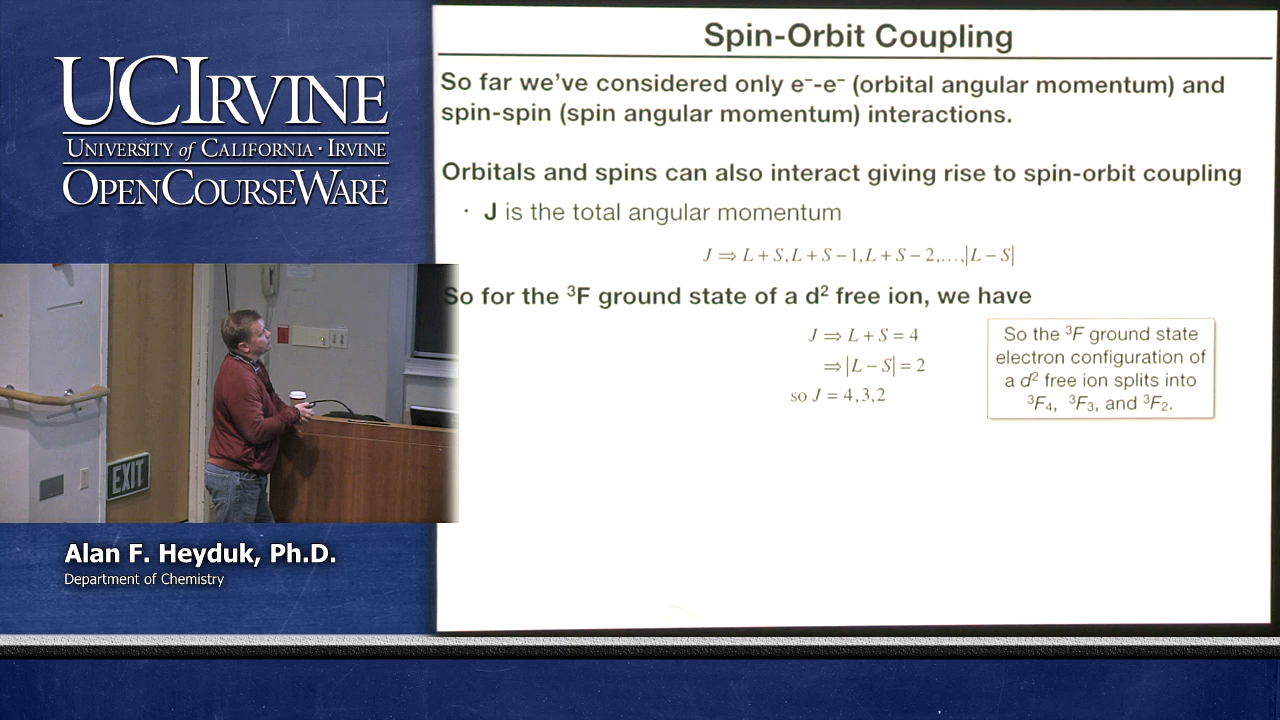 UCIRVINE
UNIVERSITY of CALIFORNIA · IRVINE
OPENCOURSEWARE
EXIT
Alan F. Heyduk, Ph.D.
Department of Chemistry
Spin-Orbit Coupling
So far we've considered only e⁻-e⁻ (orbital angular momentum) and
spin-spin (spin angular momentum) interactions.
Orbitals and spins can also interact giving rise to spin-orbit coupling
· J is the total angular momentum
J ⇒ L + S, L + S − 1, L + S − 2,…,|L − S|
So for the ³F ground state of a d² free ion, we have
J ⇒ L + S = 4
⇒ |L − S| = 2
so J = 4,3,2
So the ³F ground state
electron configuration of
a d² free ion splits into
³F₄, ³F₃, and ³F₂.